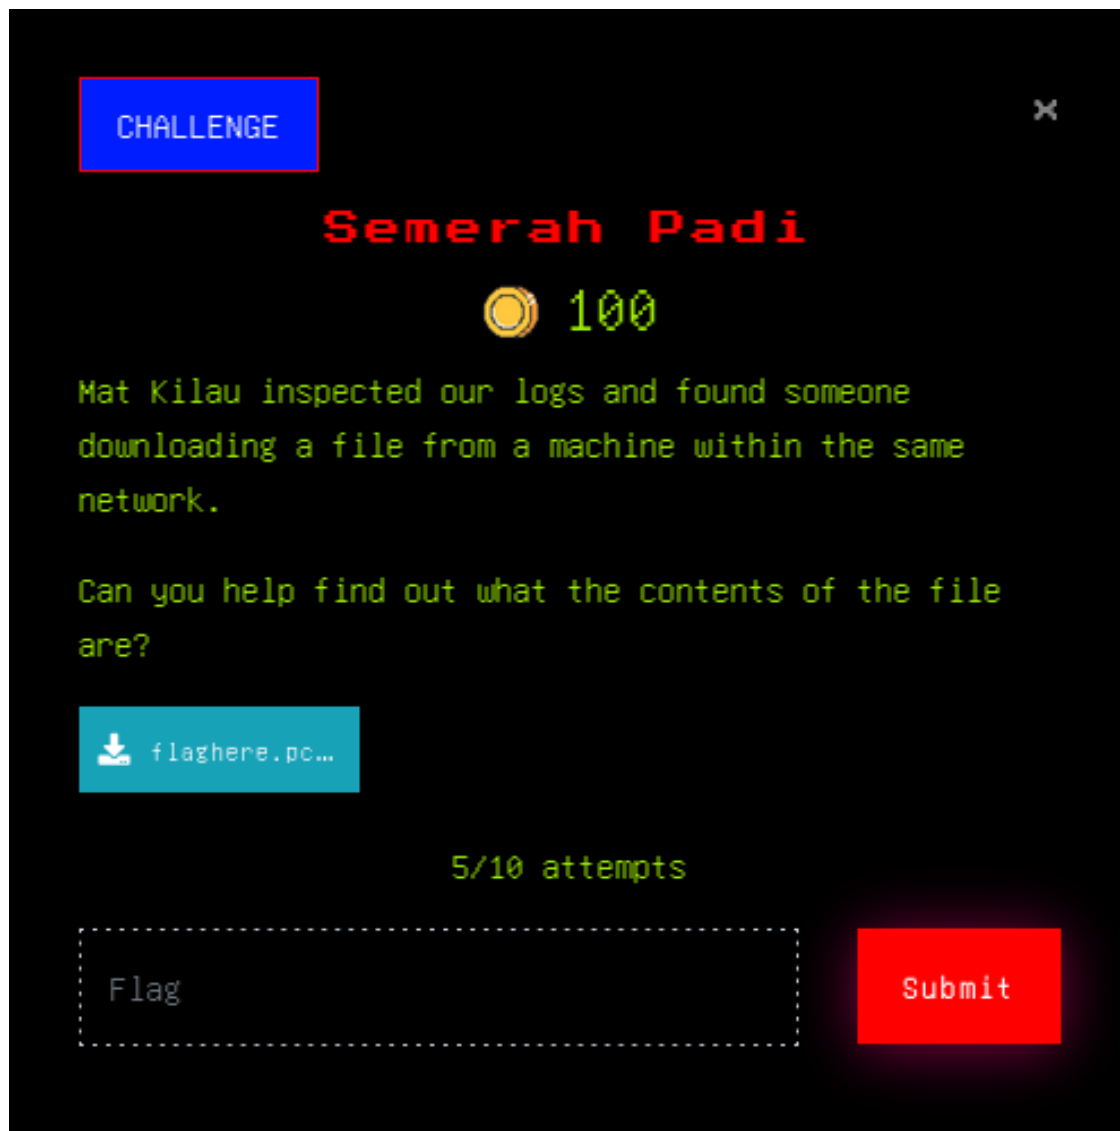 CHALLENGE
×
Semerah Padi
100
Mat Kilau inspected our logs and found someone
downloading a file from a machine within the same
network.
Can you help find out what the contents of the file
are?
flaghere.pc…
5/10 attempts
Flag
Submit